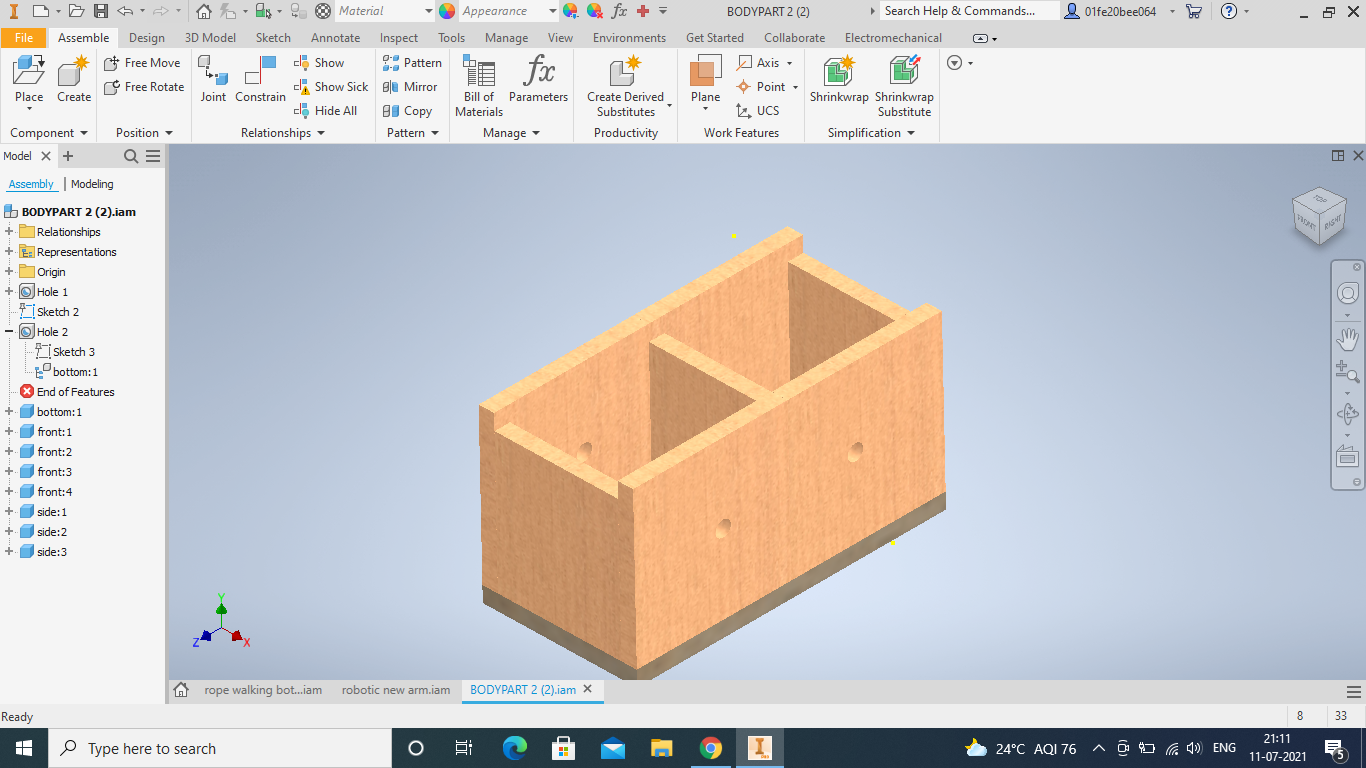 Material
Appearance
fx
BODYPART 2 (2)
Search Help & Commands...
01fe20bee064
File
Assemble
Design
3D Model
Sketch
Annotate
Inspect
Tools
Manage
View
Environments
Get Started
Collaborate
Electromechanical
Place
Create
Free Move
Free Rotate
Joint
Constrain
Show
Show Sick
Hide All
Pattern
Mirror
Copy
Bill of
Materials
fx
Parameters
Create Derived
Substitutes
Plane
Axis
Point
UCS
Shrinkwrap
Shrinkwrap
Substitute
Component
Position
Relationships
Pattern
Manage
Productivity
Work Features
Simplification
Model
Assembly
Modeling
BODYPART 2 (2).iam
Relationships
Representations
Origin
Hole 1
Sketch 2
Hole 2
Sketch 3
bottom:1
End of Features
bottom:1
front:1
front:2
front:3
front:4
side:1
side:2
side:3
TOP
FRONT
RIGHT
Y
Z
X
rope walking bot...iam
robotic new arm.iam
BODYPART 2 (2).iam
Ready
8
33
Type here to search
24°C AQI 76
ENG
21:11
11-07-2021
5